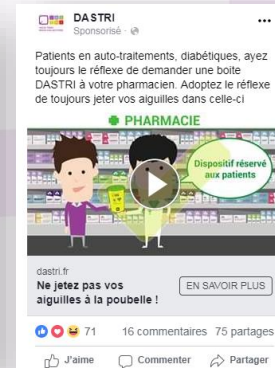 DASTRI
Sponsorisé
Patients en auto-traitements, diabétiques, ayez
toujours le réflexe de demander une boîte
DASTRI à votre pharmacien. Adoptez le réflexe
de toujours jeter vos aiguilles dans celle-ci
PHARMACIE
Dispositif réservé
aux patients
dastri.fr
Ne jetez pas vos
aiguilles à la poubelle !
EN SAVOIR PLUS
71 16 commentaires 75 partages
J'aime Commenter Partager